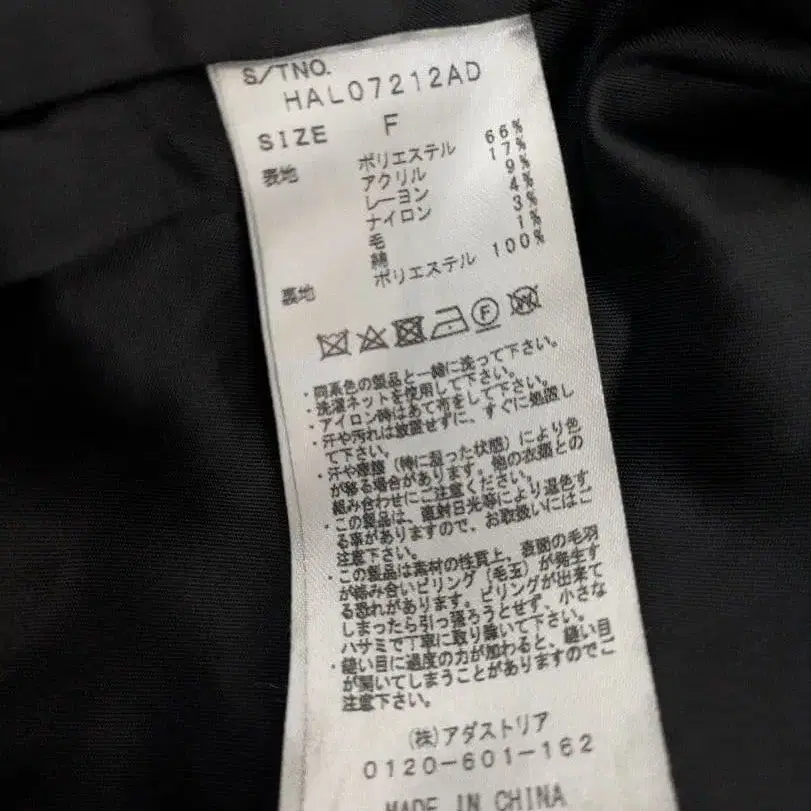 S/TNO.
HAL07212AD
SIZE F
表地 ポリエステル 66%
アクリル 17%
レーヨン 9%
ナイロン 4%
毛 3%
綿 1%
裏地 ポリエステル 100%
・同系色の製品と一緒に洗って下さい。
・洗濯ネットを使用して下さい。
・アイロン時はあて布をして下さい。
・汗や汚れは放置せずに、すぐに処置し
て下さい。
・汗や摩擦(特に湿った状態)により色
が移る場合があります。他の衣類との
組み合わせにご注意ください。
・この製品は、直射日光等により退色す
る事がありますので、お取扱いにはご
注意下さい。
・この製品は素材の性質上、表面の毛羽
が絡み合いピリング(毛玉)が発生す
る恐れがあります。ピリングが出来て
しまったら引っ張ろうとせず、小さな
ハサミで丁寧に取り除いて下さい。
・縫い目に過度の力が加わると、縫い目
が開いてしまうことがありますのでご
注意下さい。
(株)アダストリア
0120-601-162
MADE IN CHINA